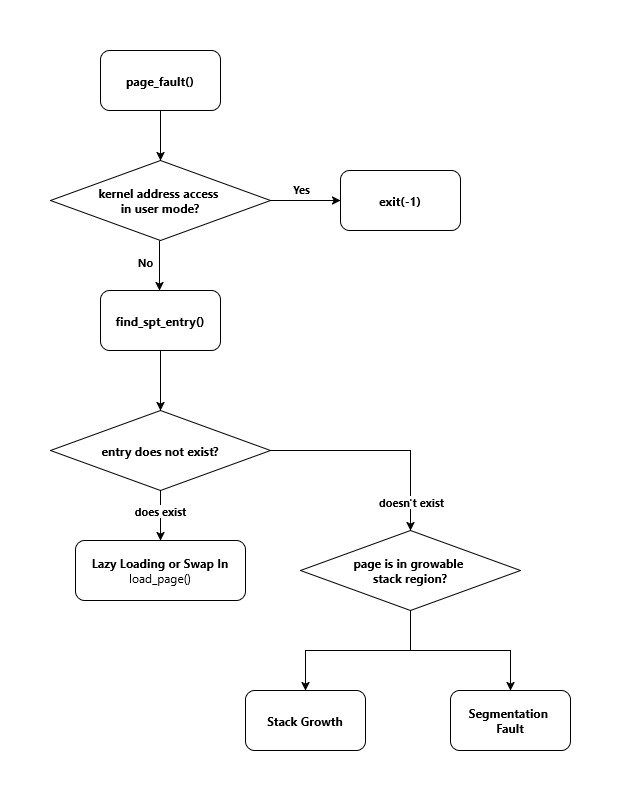 page_fault()
kernel address access
in user mode?
Yes
exit(-1)
No
find_spt_entry()
entry does not exist?
does exist
doesn't exist
Lazy Loading or Swap In
load_page()
page is in growable
stack region?
Stack Growth
Segmentation
Fault